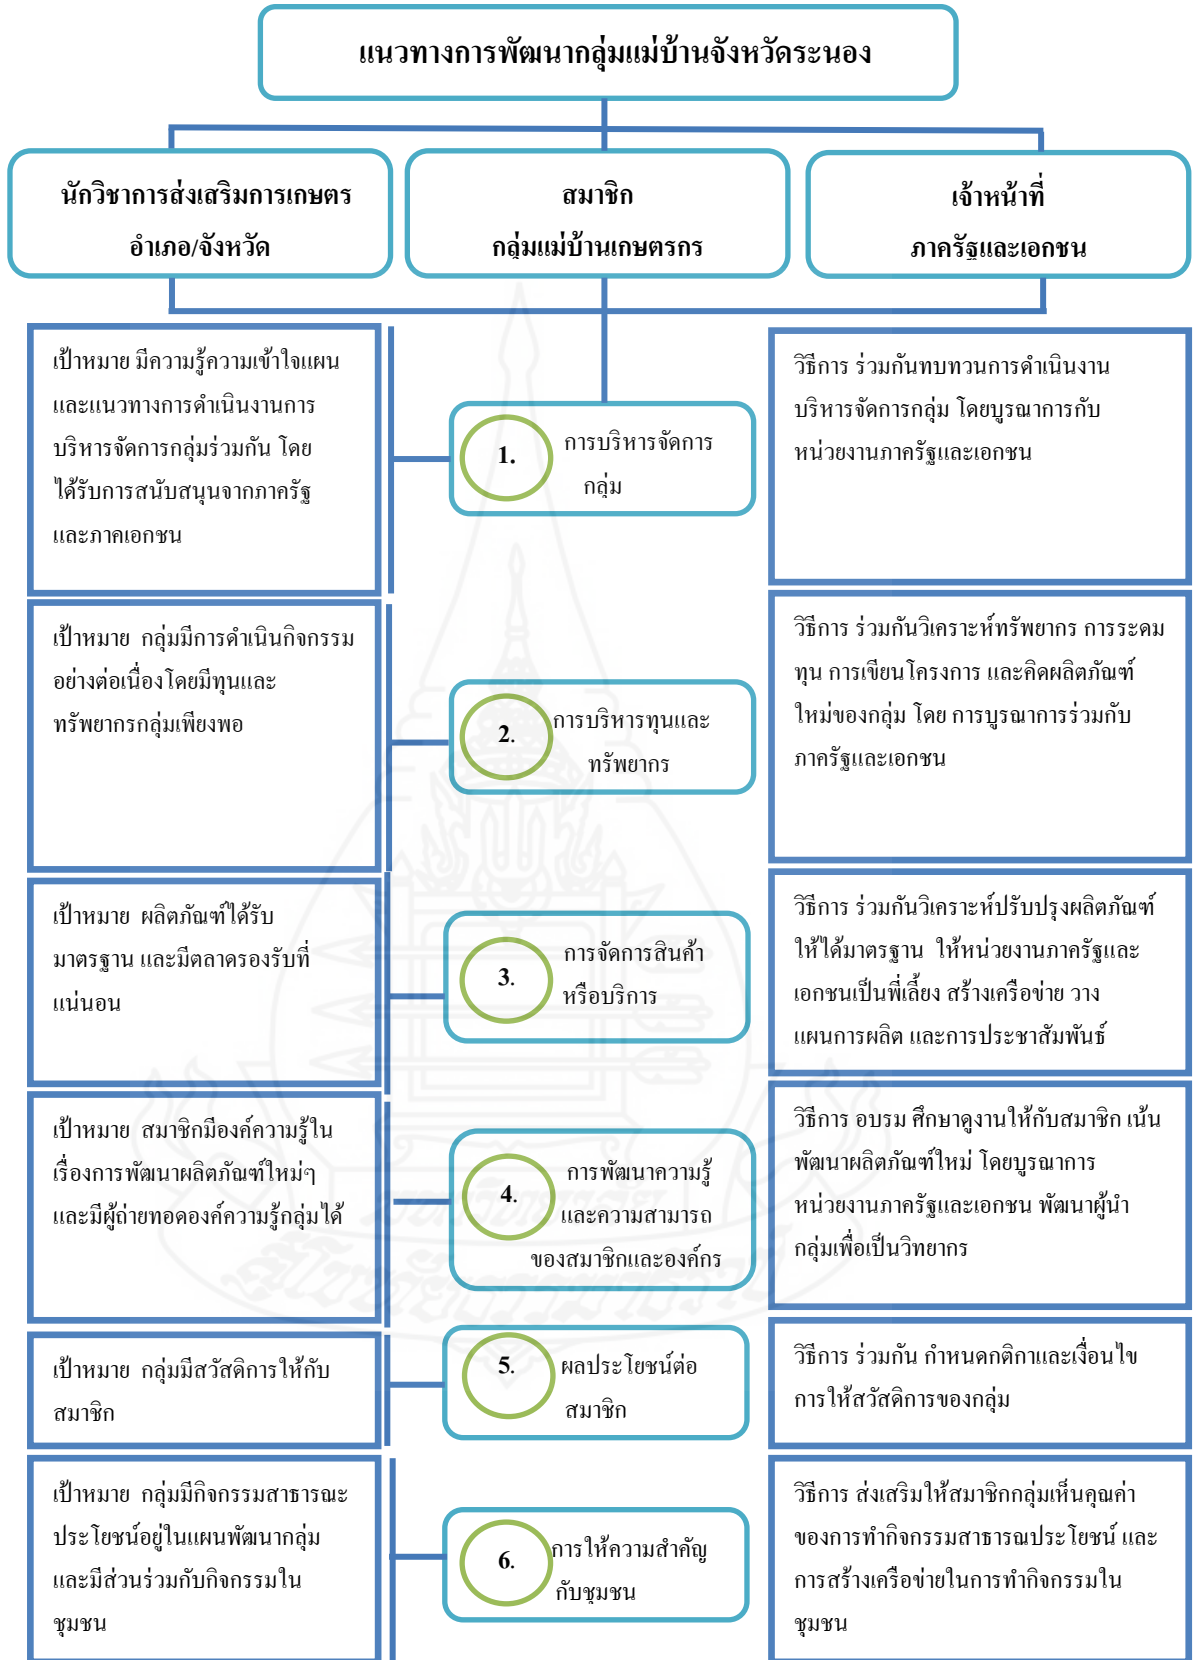 แนวทางการพัฒนากลุ่มแม่บ้านจังหวัดระนอง
นักวิชาการส่งเสริมการเกษตร
อำเภอ/จังหวัด
สมาชิก
กลุ่มแม่บ้านเกษตรกร
เจ้าหน้าที่
ภาครัฐและเอกชน
เป้าหมาย มีความรู้ความเข้าใจแผน
และแนวทางการดำเนินงานการ
บริหารจัดการกลุ่มร่วมกัน โดย
ได้รับการสนับสนุนจากภาครัฐ
และภาคเอกชน
1.
การบริหารจัดการ
กลุ่ม
วิธีการ ร่วมกันทบทวนการดำเนินงาน
บริหารจัดการกลุ่ม โดยบูรณาการกับ
หน่วยงานภาครัฐและเอกชน
เป้าหมาย กลุ่มมีการดำเนินกิจกรรม
อย่างต่อเนื่องโดยมีทุนและ
ทรัพยากรกลุ่มเพียงพอ
2.
การบริหารทุนและ
ทรัพยากร
วิธีการ ร่วมกันวิเคราะห์ทรัพยากร การระดม
ทุน การเขียนโครงการ และคิดผลิตภัณฑ์
ใหม่ของกลุ่ม โดย การบูรณาการร่วมกับ
ภาครัฐและเอกชน
เป้าหมาย ผลิตภัณฑ์ได้รับ
มาตรฐาน และมีตลาดรองรับที่
แน่นอน
3.
การจัดการสินค้า
หรือบริการ
วิธีการ ร่วมกันวิเคราะห์ปรับปรุงผลิตภัณฑ์
ให้ได้มาตรฐาน ให้หน่วยงานภาครัฐและ
เอกชนเป็นพี่เลี้ยง สร้างเครือข่าย วาง
แผนการผลิต และการประชาสัมพันธ์
เป้าหมาย สมาชิกมีองค์ความรู้ใน
เรื่องการพัฒนาผลิตภัณฑ์ใหม่ๆ
และมีผู้ถ่ายทอดองค์ความรู้กลุ่มได้
4.
การพัฒนาความรู้
และความสามารถ
ของสมาชิกและองค์กร
วิธีการ อบรม ศึกษาดูงานให้กับสมาชิก เน้น
พัฒนาผลิตภัณฑ์ใหม่ โดยบูรณาการ
หน่วยงานภาครัฐและเอกชน พัฒนาผู้นำ
กลุ่มเพื่อเป็นวิทยากร
เป้าหมาย กลุ่มมีสวัสดิการให้กับ
สมาชิก
5.
ผลประโยชน์ต่อ
สมาชิก
วิธีการ ร่วมกัน กำหนดกติกาและเงื่อนไข
การให้สวัสดิการของกลุ่ม
เป้าหมาย กลุ่มมีกิจกรรมสาธารณะ
ประโยชน์อยู่ในแผนพัฒนากลุ่ม
และมีส่วนร่วมกับกิจกรรมใน
ชุมชน
6.
การให้ความสำคัญ
กับชุมชน
วิธีการ ส่งเสริมให้สมาชิกกลุ่มเห็นคุณค่า
ของการทำกิจกรรมสาธารณประโยชน์ และ
การสร้างเครือข่ายในการทำกิจกรรมใน
ชุมชน